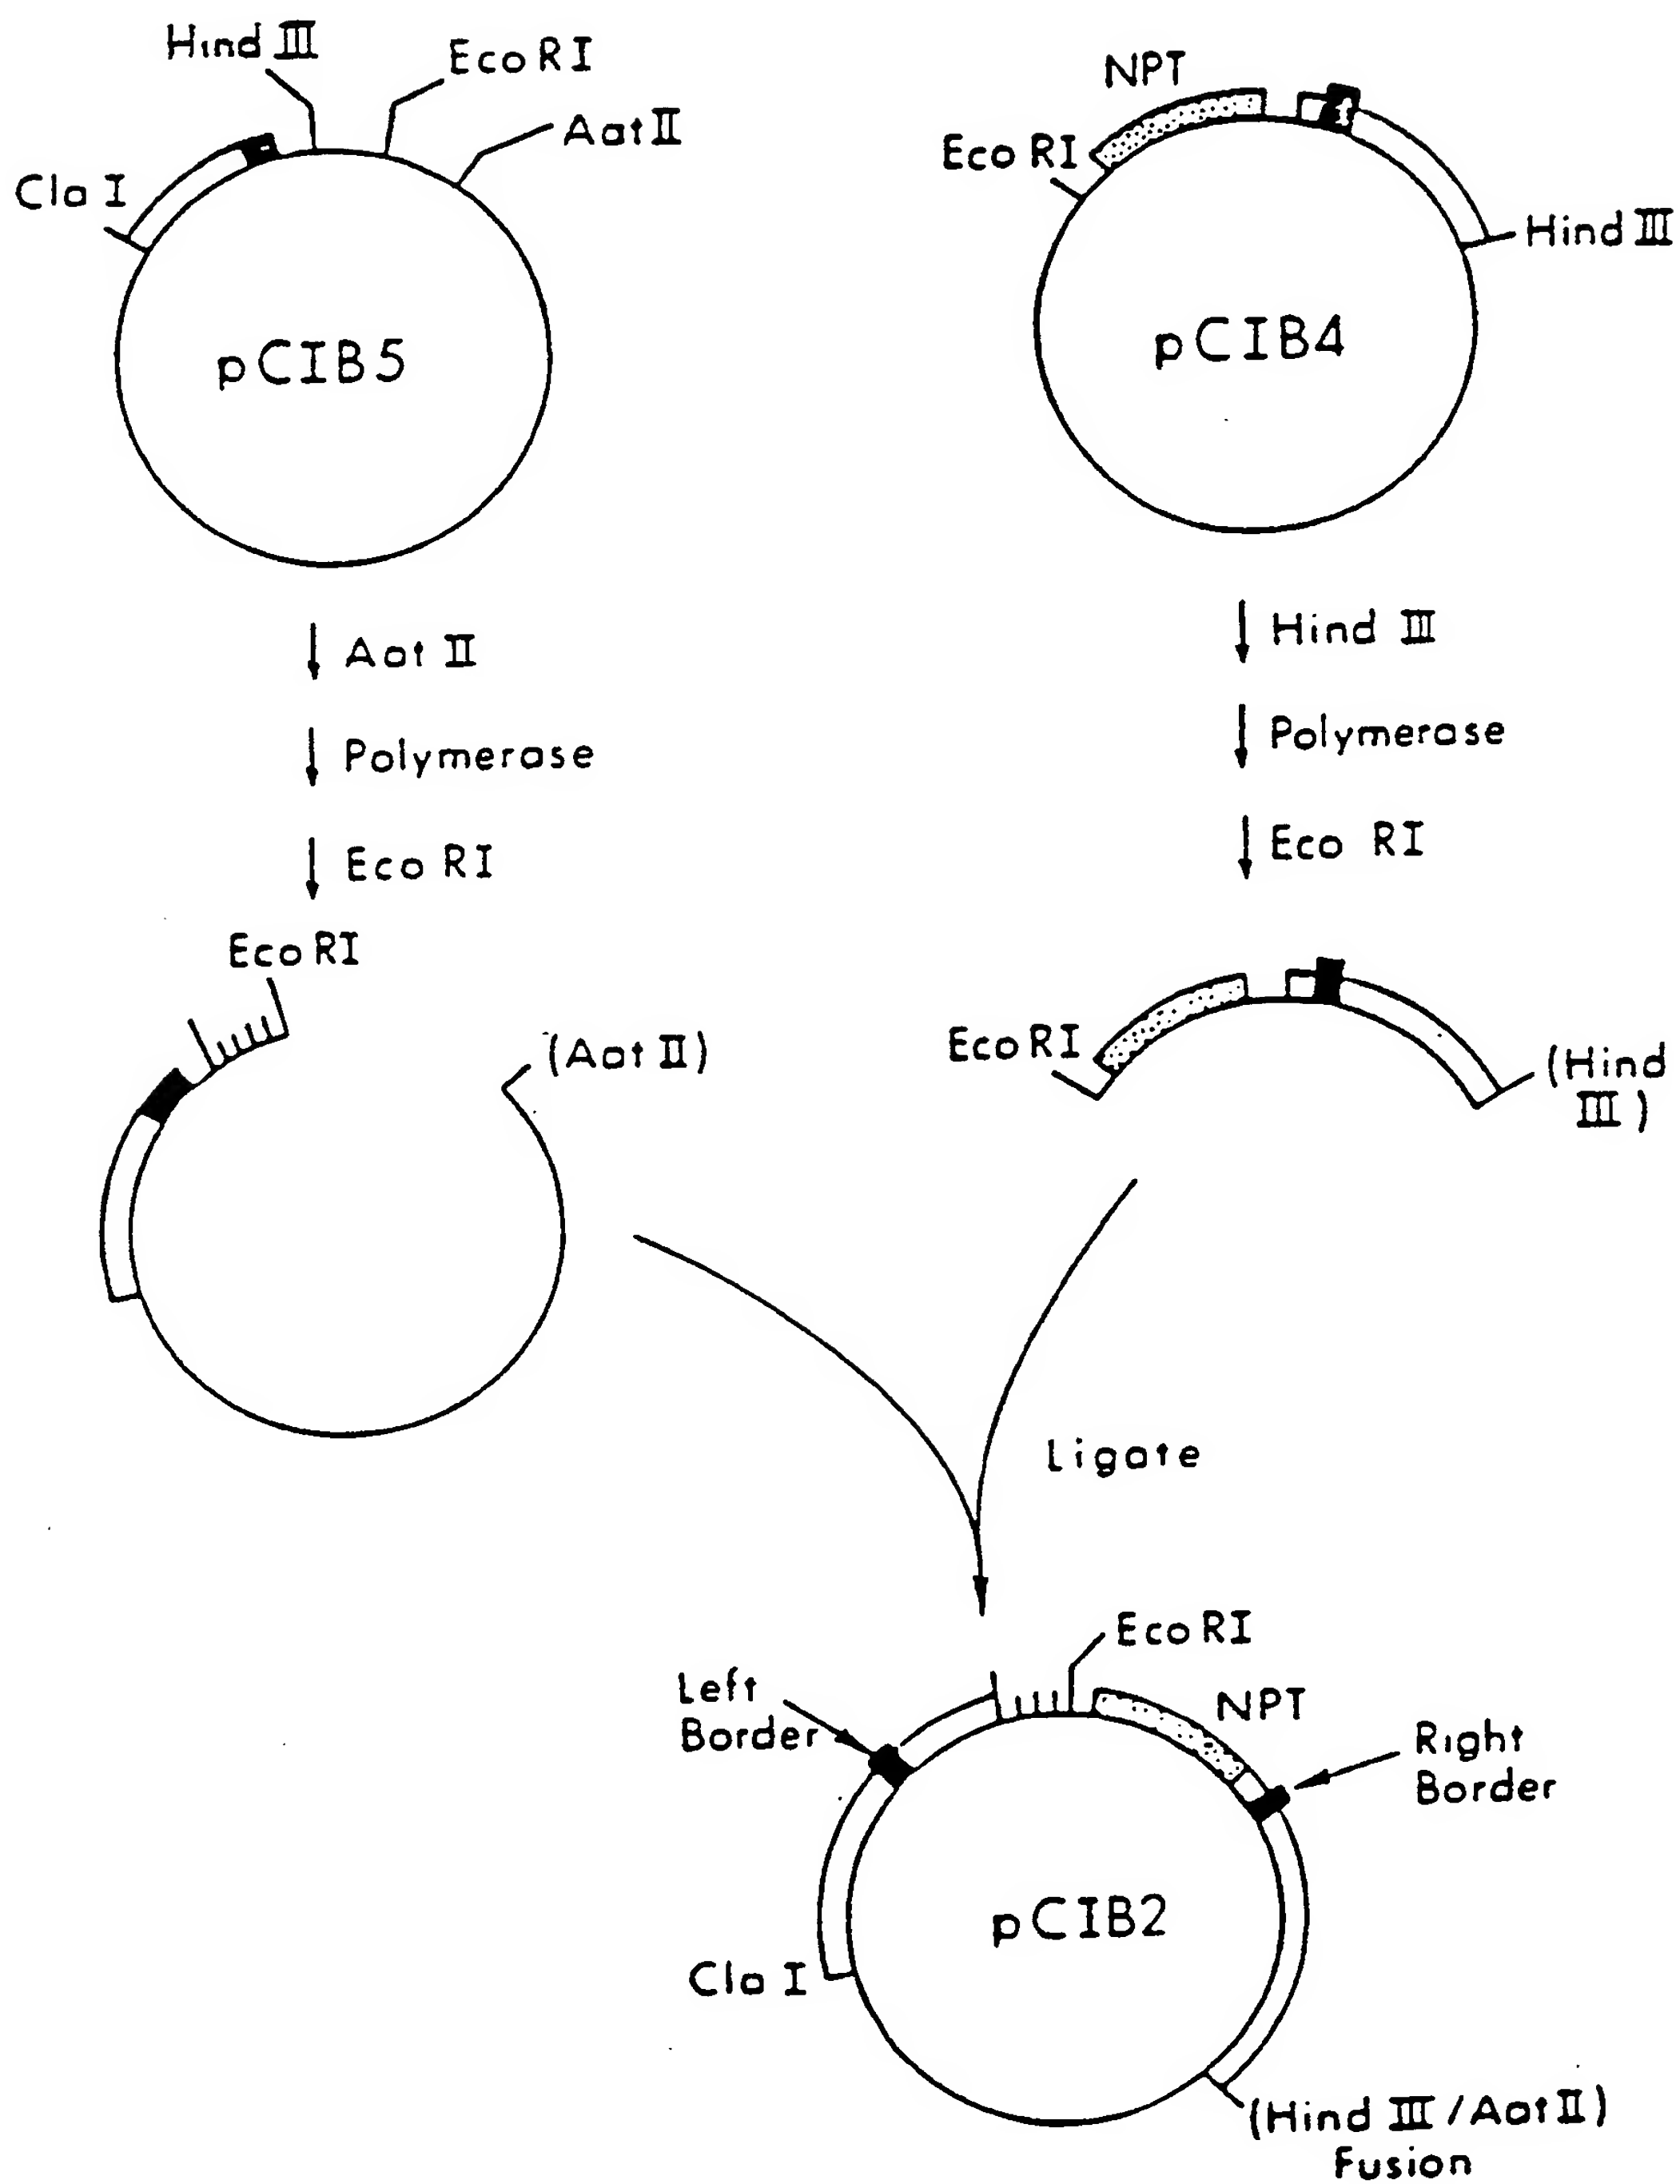 Hind III
Eco RI
Aat II
Cla I
pCIB5
NPT
Eco RI
Hind III
pCIB4
Aat II
Polymerase
Eco RI
Hind III
Polymerase
Eco RI
Eco RI
(Aat II)
Eco RI
(Hind
III)
Ligate
Eco RI
Left
Border
NPT
Right
Border
pCIB2
Cla I
(Hind III / Aat II)
Fusion